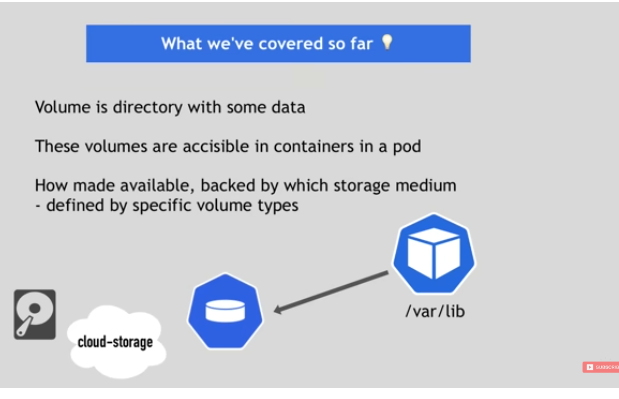 What we've covered so far 💡
Volume is directory with some data
These volumes are accisible in containers in a pod
How made available, backed by which storage medium
- defined by specific volume types
/var/lib
cloud-storage
SUBSCRIBE